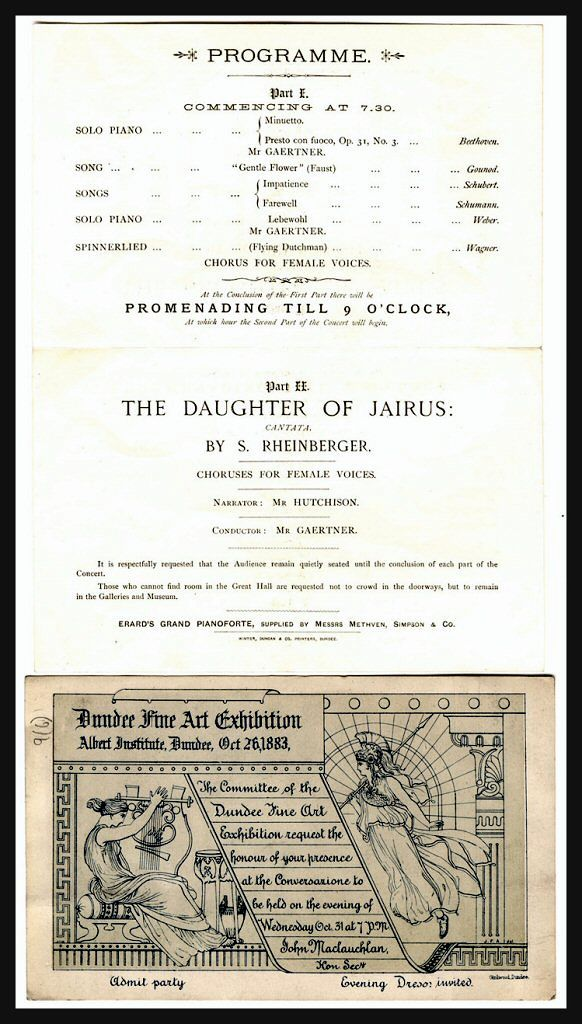 PROGRAMME.
Part I.
COMMENCING AT 7.30.
SOLO PIANO ... ... ... { Minuetto.
Presto con fuoco, Op. 31, No. 3. ... Beethoven.
Mr GAERTNER.
SONG ... ... ... "Gentle Flower" (Faust) ... ... ... Gounod.
SONGS ... ... ... { Impatience ... ... ... ... Schubert.
Farewell ... ... ... ... Schumann.
SOLO PIANO ... ... ... Lebewohl ... ... ... ... Weber.
Mr GAERTNER.
SPINNERLIED ... ... ... (Flying Dutchman) ... ... ... ... Wagner.
CHORUS FOR FEMALE VOICES.
At the Conclusion of the First Part there will be
PROMENADING TILL 9 O'CLOCK,
At which hour the Second Part of the Concert will begin.
Part II.
THE DAUGHTER OF JAIRUS:
CANTATA.
BY S. RHEINBERGER.
CHORUSES FOR FEMALE VOICES.
NARRATOR: MR HUTCHISON.
CONDUCTOR: MR GAERTNER.
It is respectfully requested that the Audience remain quietly seated until the conclusion of each part of the
Concert.
Those who cannot find room in the Great Hall are requested not to crowd in the doorways, but to remain
in the Galleries and Museum.
ERARD'S GRAND PIANOFORTE, SUPPLIED BY MESSRS METHVEN, SIMPSON & CO.
WINTER, DUNCAN & CO. PRINTERS, DUNDEE.
9(6)
Dundee Fine Art Exhibition
Albert Institute, Dundee, Oct 26, 1883,
The Committee of the
Dundee Fine Art
Exhibition request the
honour of your presence
at the Conversazione to
be held on the evening of
Wednesday Oct. 31 at 7 P.M
John Maclauchlan,
Hon Secy
Admit party
Evening Dress: invited.